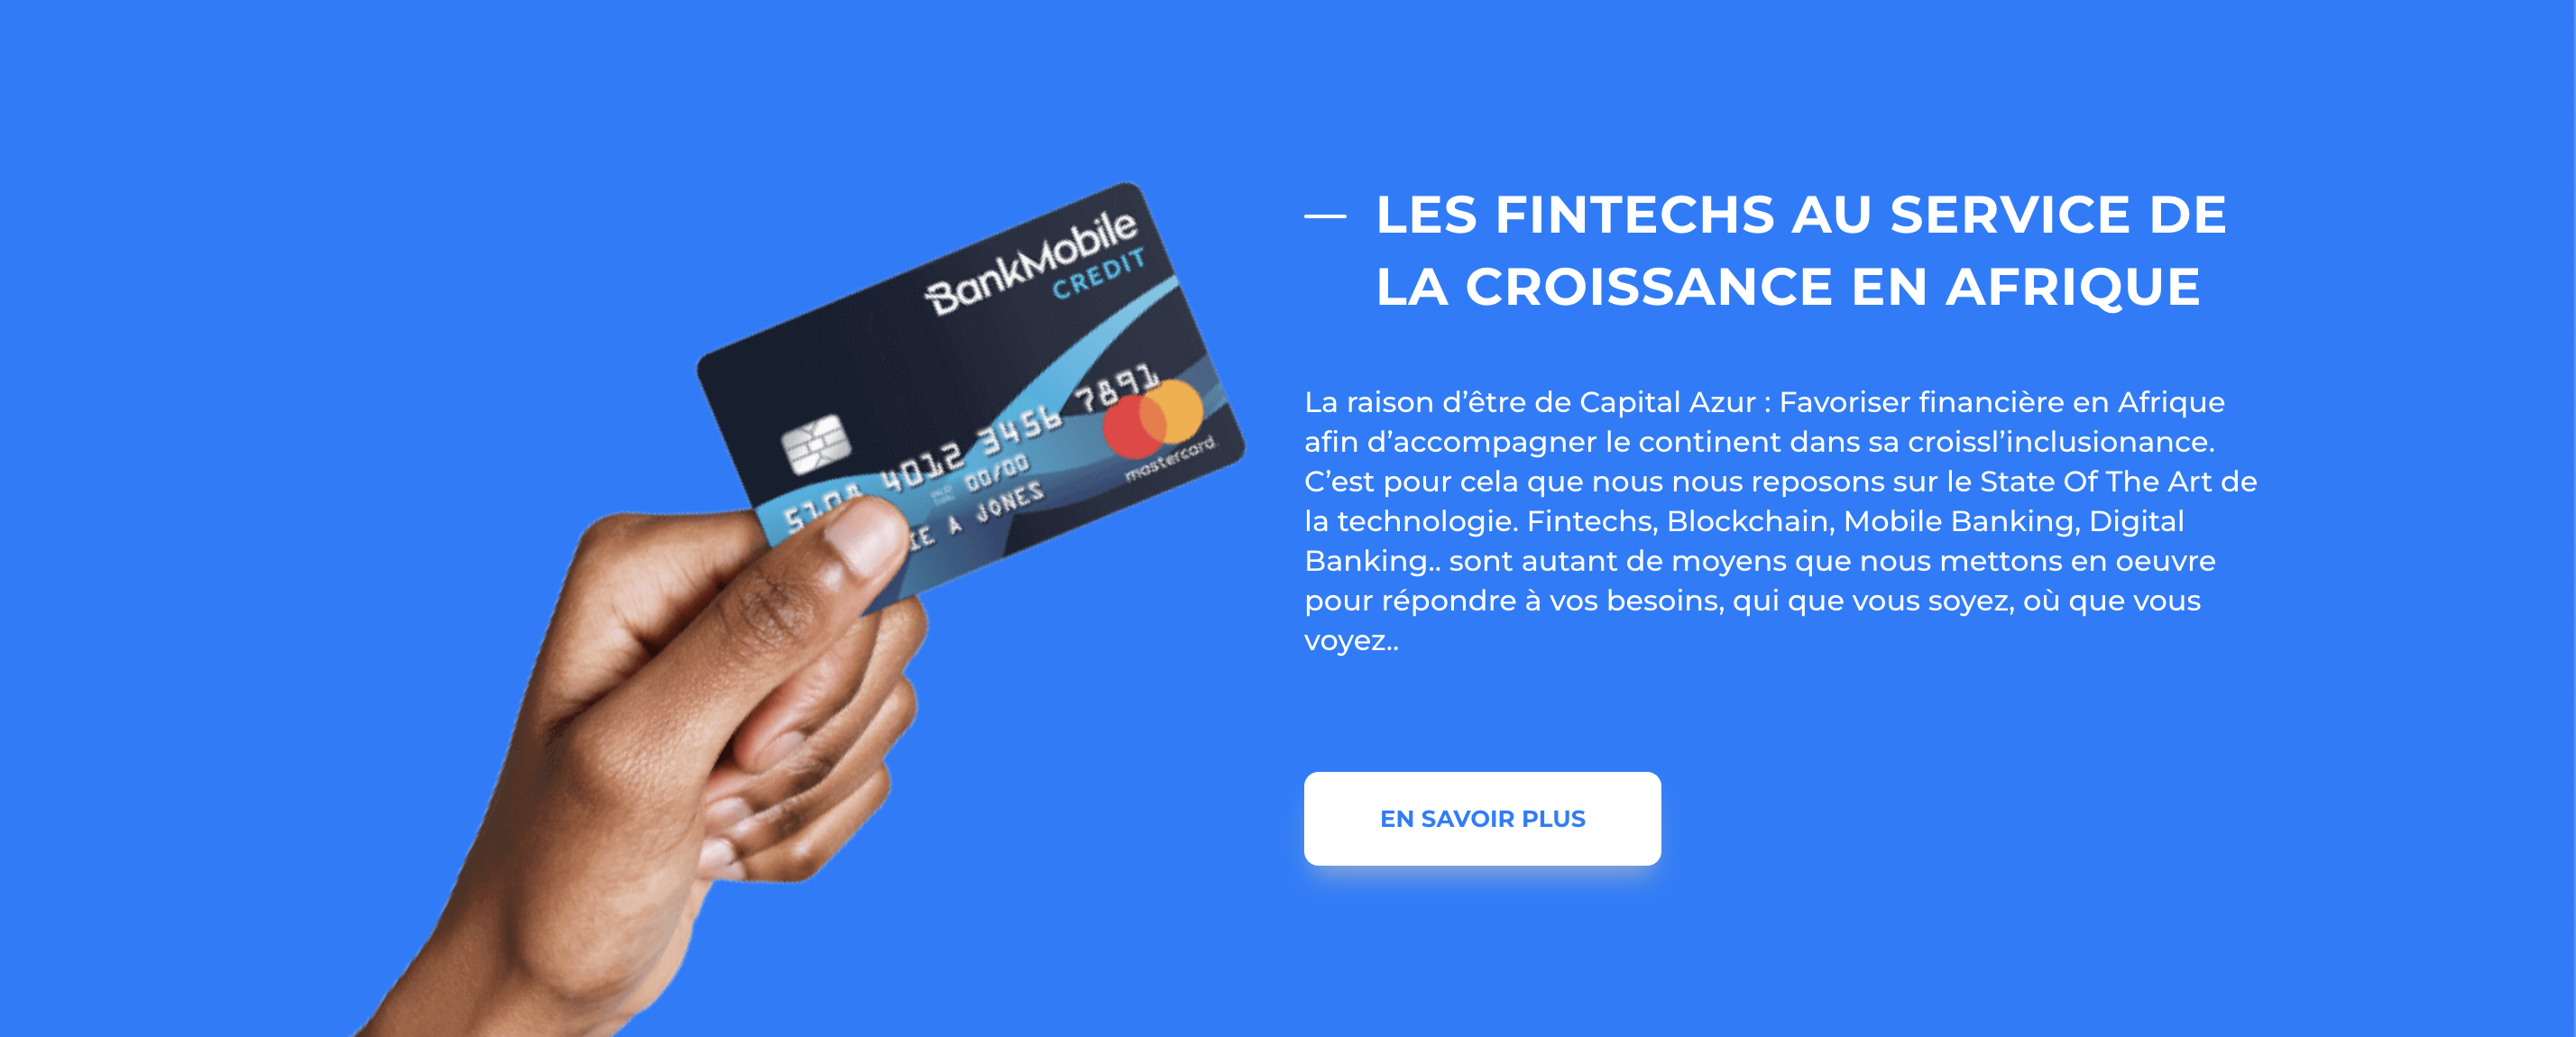 BankMobile
CREDIT
4012 3456 7891
00/00
A JONES
mastercard
LES FINTECHS AU SERVICE DE
LA CROISSANCE EN AFRIQUE
La raison d’être de Capital Azur : Favoriser financière en Afrique
afin d’accompagner le continent dans sa croissl’inclusionance.
C’est pour cela que nous nous reposons sur le State Of The Art de
la technologie. Fintechs, Blockchain, Mobile Banking, Digital
Banking.. sont autant de moyens que nous mettons en oeuvre
pour répondre à vos besoins, qui que vous soyez, où que vous
voyez..
EN SAVOIR PLUS